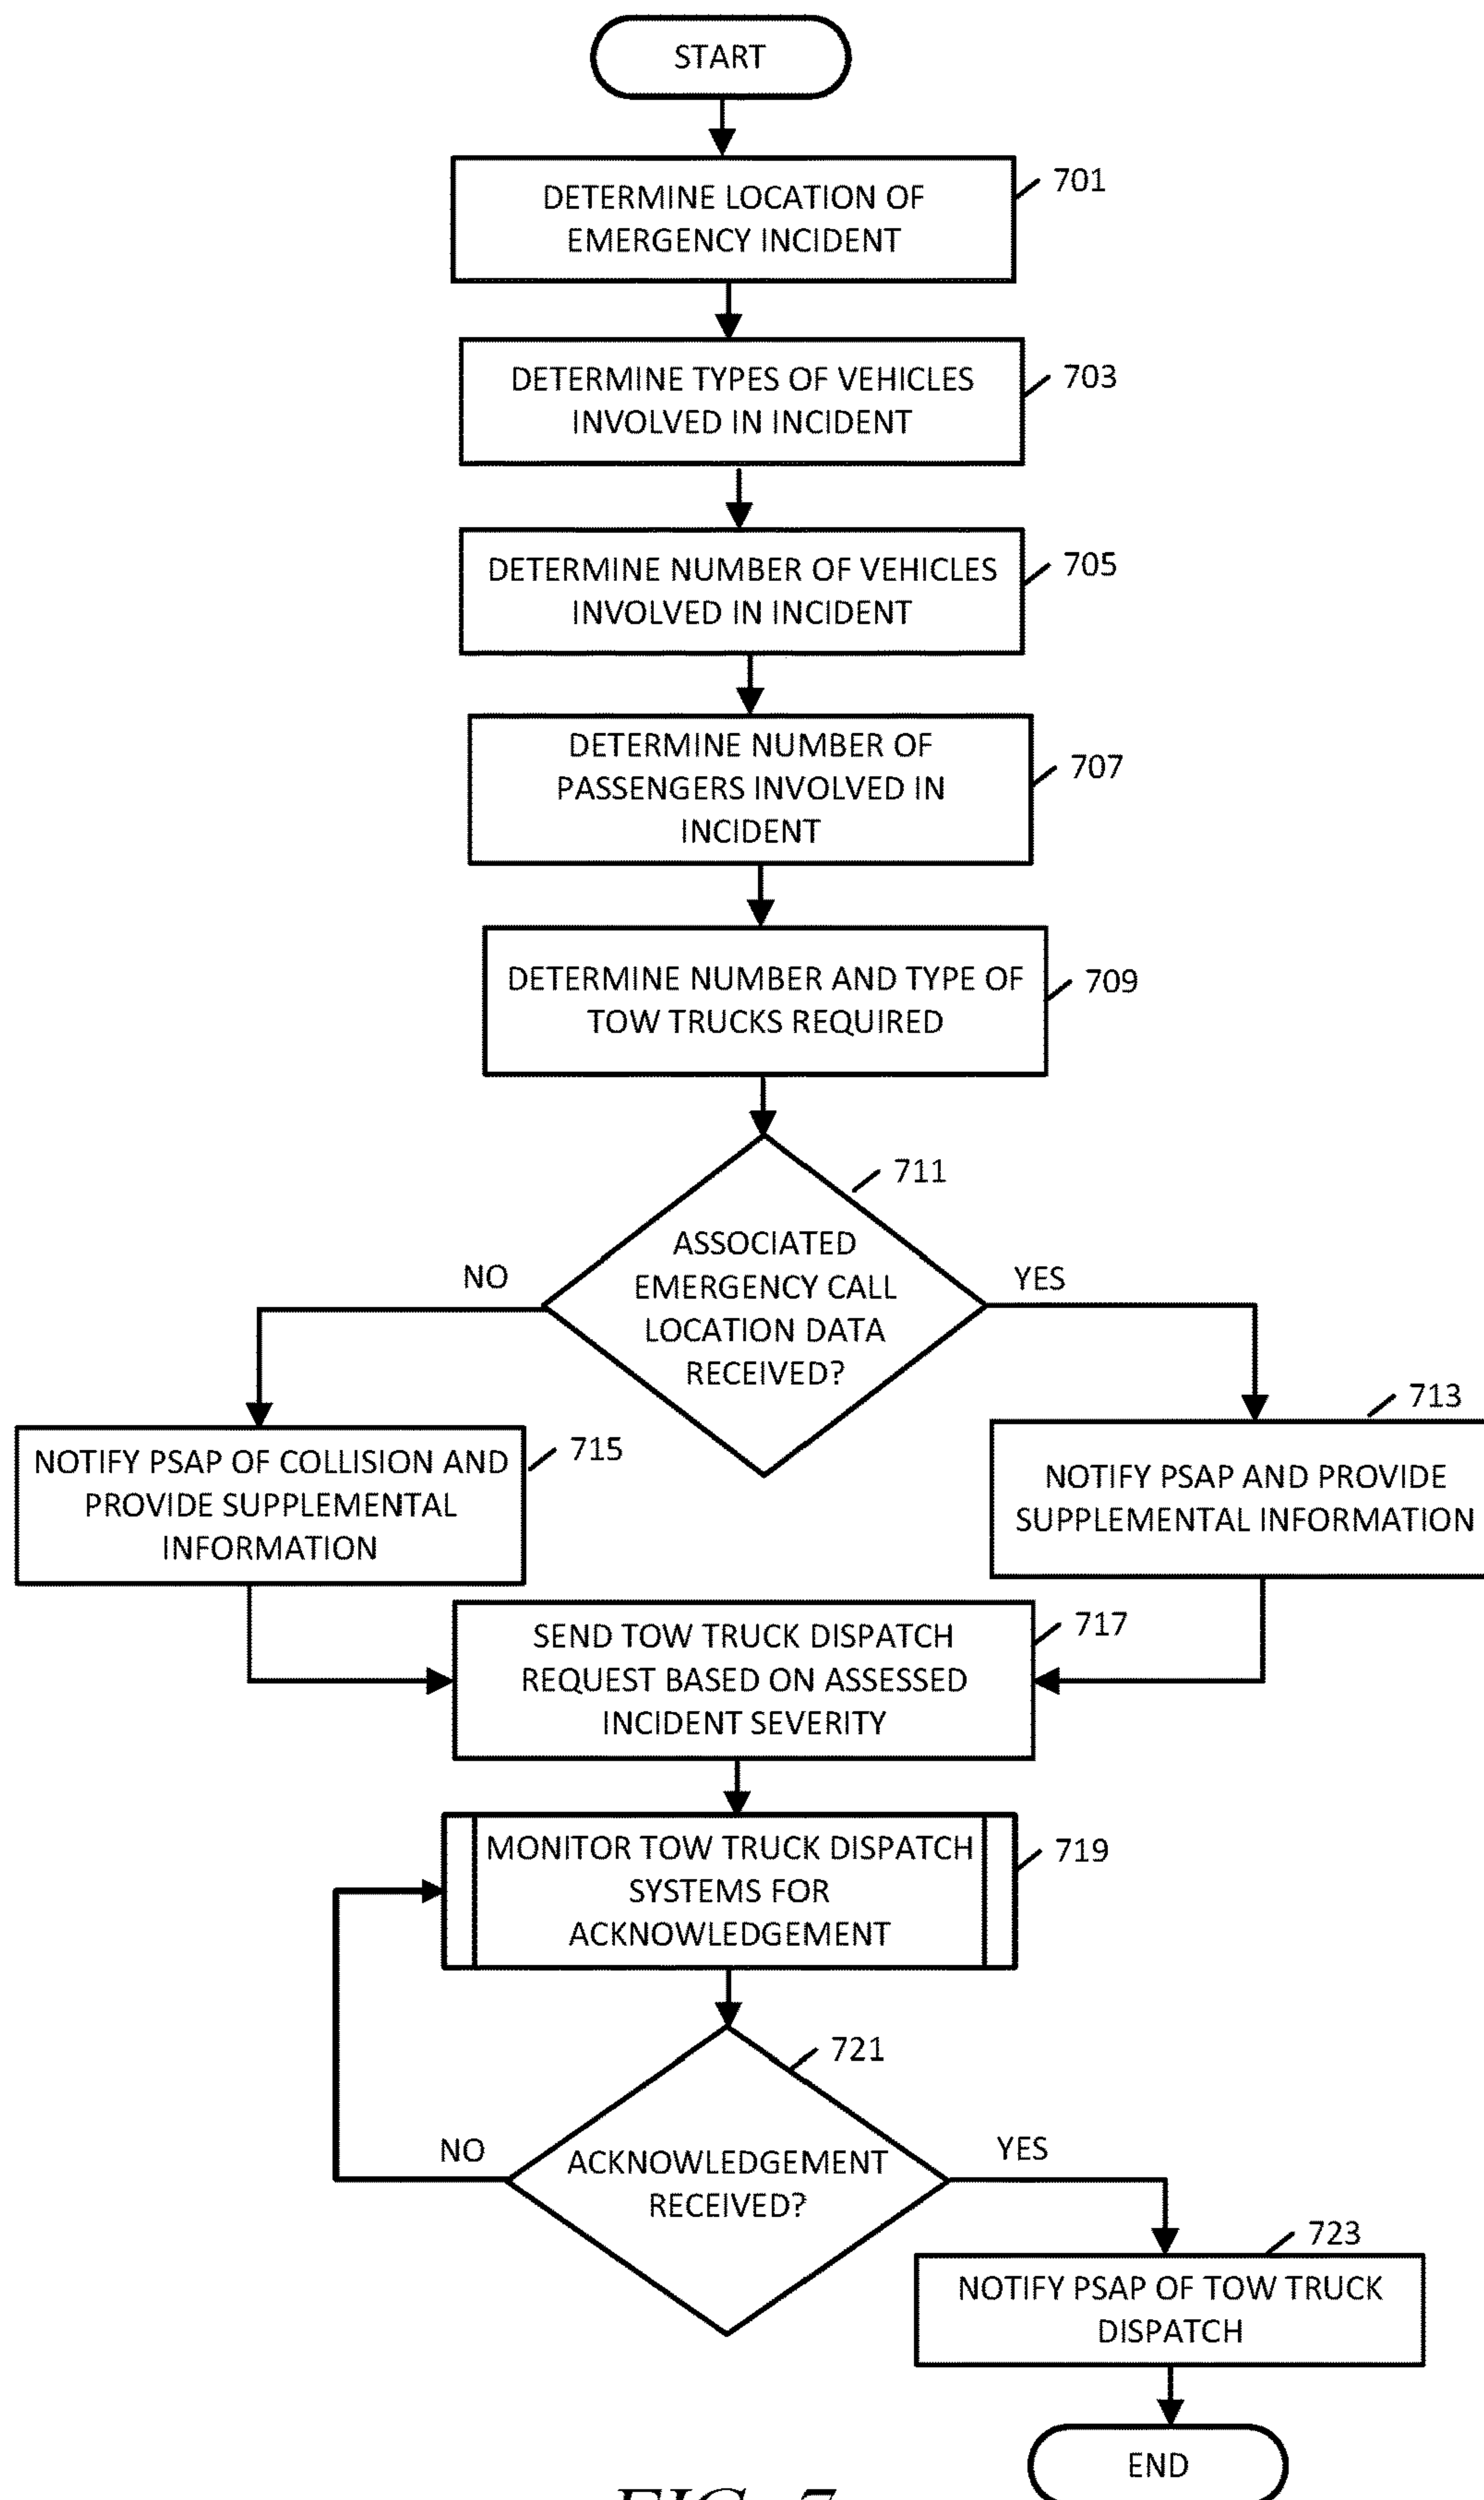 START
DETERMINE LOCATION OF
EMERGENCY INCIDENT
701
DETERMINE TYPES OF VEHICLES
INVOLVED IN INCIDENT
703
DETERMINE NUMBER OF VEHICLES
INVOLVED IN INCIDENT
705
DETERMINE NUMBER OF
PASSENGERS INVOLVED IN
INCIDENT
707
DETERMINE NUMBER AND TYPE OF
TOW TRUCKS REQUIRED
709
711
ASSOCIATED
EMERGENCY CALL
LOCATION DATA
RECEIVED?
NO
YES
NOTIFY PSAP OF COLLISION AND
PROVIDE SUPPLEMENTAL
INFORMATION
715
713
NOTIFY PSAP AND PROVIDE
SUPPLEMENTAL INFORMATION
SEND TOW TRUCK DISPATCH
REQUEST BASED ON ASSESSED
INCIDENT SEVERITY
717
MONITOR TOW TRUCK DISPATCH
SYSTEMS FOR
ACKNOWLEDGEMENT
719
721
ACKNOWLEDGEMENT
RECEIVED?
NO
YES
723
NOTIFY PSAP OF TOW TRUCK
DISPATCH
END
FIG. 7